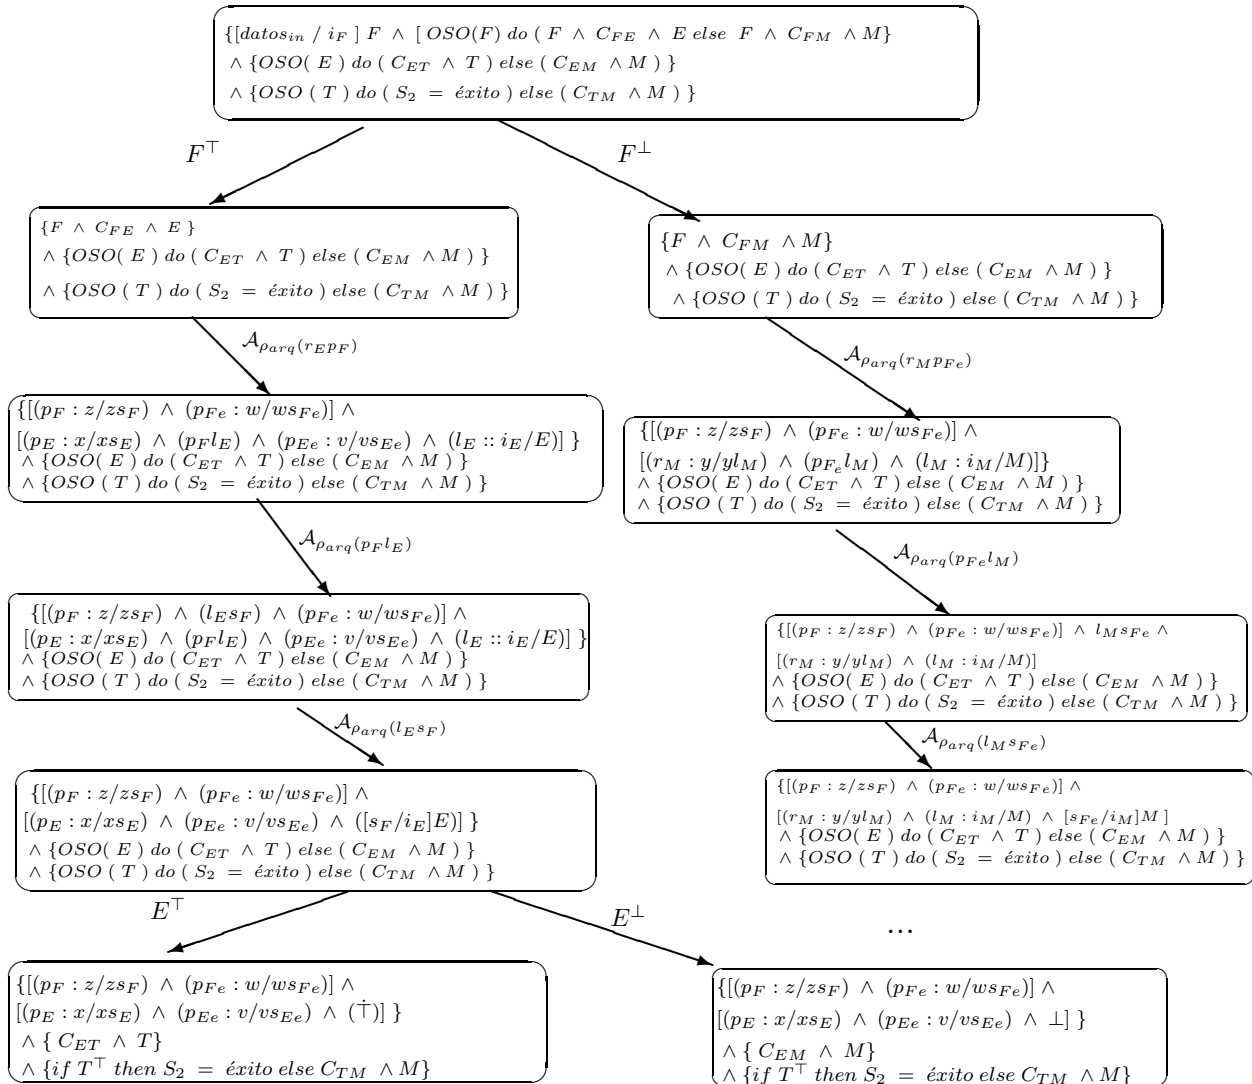 {[datos_in / i_F ] F ∧ [ OSO(F) do ( F ∧ C_FE ∧ E else F ∧ C_FM ∧ M}
∧ {OSO( E ) do ( C_ET ∧ T ) else ( C_EM ∧ M ) }
∧ {OSO ( T ) do ( S_2 = éxito ) else ( C_TM ∧ M ) }
F^⊤
F^⊥
{F ∧ C_FE ∧ E }
∧ {OSO( E ) do ( C_ET ∧ T ) else ( C_EM ∧ M ) }
∧ {OSO ( T ) do ( S_2 = éxito ) else ( C_TM ∧ M ) }
{F ∧ C_FM ∧ M}
∧ {OSO( E ) do ( C_ET ∧ T ) else ( C_EM ∧ M ) }
∧ {OSO ( T ) do ( S_2 = éxito ) else ( C_TM ∧ M ) }
𝒜_ρ_arq(r_E p_F)
𝒜_ρ_arq(r_M p_Fe)
{[(p_F : z/zs_F) ∧ (p_Fe : w/ws_Fe)] ∧
[(p_E : x/xs_E) ∧ (p_F l_E) ∧ (p_Ee : v/vs_Ee) ∧ (l_E :: i_E/E)] }
∧ {OSO( E ) do ( C_ET ∧ T ) else ( C_EM ∧ M ) }
∧ {OSO ( T ) do ( S_2 = éxito ) else ( C_TM ∧ M ) }
{[(p_F : z/zs_F) ∧ (p_Fe : w/ws_Fe)] ∧
[(r_M : y/yl_M) ∧ (p_F_e l_M) ∧ (l_M : i_M/M)]}
∧ {OSO( E ) do ( C_ET ∧ T ) else ( C_EM ∧ M ) }
∧ {OSO ( T ) do ( S_2 = éxito ) else ( C_TM ∧ M ) }
𝒜_ρ_arq(p_F l_E)
𝒜_ρ_arq(p_Fe l_M)
{[(p_F : z/zs_F) ∧ (l_E s_F) ∧ (p_Fe : w/ws_Fe)] ∧
[(p_E : x/xs_E) ∧ (p_F l_E) ∧ (p_Ee : v/vs_Ee) ∧ (l_E :: i_E/E)] }
∧ {OSO( E ) do ( C_ET ∧ T ) else ( C_EM ∧ M ) }
∧ {OSO ( T ) do ( S_2 = éxito ) else ( C_TM ∧ M ) }
{[(p_F : z/zs_F) ∧ (p_Fe : w/ws_Fe)] ∧ l_M s_Fe ∧
[(r_M : y/yl_M) ∧ (l_M : i_M/M)]
∧ {OSO( E ) do ( C_ET ∧ T ) else ( C_EM ∧ M ) }
∧ {OSO ( T ) do ( S_2 = éxito ) else ( C_TM ∧ M ) }
𝒜_ρ_arq(l_E s_F)
𝒜_ρ_arq(l_M s_Fe)
{[(p_F : z/zs_F) ∧ (p_Fe : w/ws_Fe)] ∧
[(p_E : x/xs_E) ∧ (p_Ee : v/vs_Ee) ∧ ([s_F/i_E]E)] }
∧ {OSO( E ) do ( C_ET ∧ T ) else ( C_EM ∧ M ) }
∧ {OSO ( T ) do ( S_2 = éxito ) else ( C_TM ∧ M ) }
{[(p_F : z/zs_F) ∧ (p_Fe : w/ws_Fe)] ∧
[(r_M : y/yl_M) ∧ (l_M : i_M/M) ∧ [s_Fe/i_M]M ]
∧ {OSO( E ) do ( C_ET ∧ T ) else ( C_EM ∧ M ) }
∧ {OSO ( T ) do ( S_2 = éxito ) else ( C_TM ∧ M ) }
E^⊤
E^⊥
...
{[(p_F : z/zs_F) ∧ (p_Fe : w/ws_Fe)] ∧
[(p_E : x/xs_E) ∧ (p_Ee : v/vs_Ee) ∧ (⊤̇)] }
∧ { C_ET ∧ T}
∧ {if T^⊤ then S_2 = éxito else C_TM ∧ M}
{[(p_F : z/zs_F) ∧ (p_Fe : w/ws_Fe)] ∧
[(p_E : x/xs_E) ∧ (p_Ee : v/vs_Ee) ∧ ⊥] }
∧ { C_EM ∧ M}
∧ {if T^⊤ then S_2 = éxito else C_TM ∧ M}